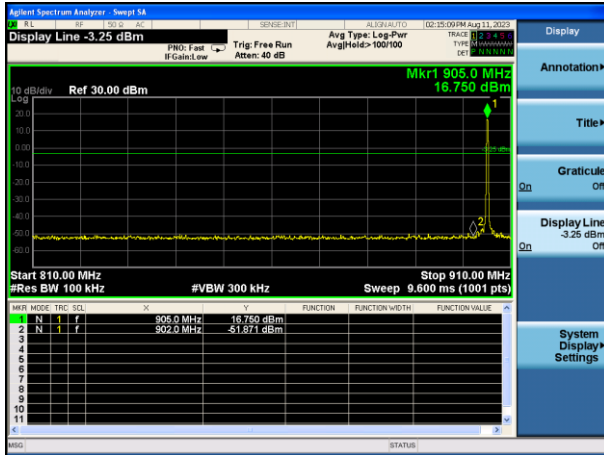 Agilent Spectrum Analyzer - Swept SA
RL RF 50 Ω AC SENSE:INT ALIGNAUTO 02:15:09 PM Aug 11, 2023
Display Line -3.25 dBm
PNO: Fast
IFGain:Low
Trig: Free Run
Atten: 40 dB
Avg Type: Log-Pwr
Avg|Hold:>100/100
TRACE 1 2 3 4 5 6
TYPE M
DET P N N N N N
Mkr1 905.0 MHz
16.750 dBm
10 dB/div Ref 30.00 dBm
Log
20.0
10.0
0.00
-10.0
-20.0
-30.0
-40.0
-50.0
-60.0
1
-3.25 dBm
2
Start 810.00 MHz Stop 910.00 MHz
#Res BW 100 kHz #VBW 300 kHz Sweep 9.600 ms (1001 pts)
MKR MODE TRC SCL X Y FUNCTION FUNCTION WIDTH FUNCTION VALUE
1 N 1 f 905.0 MHz 16.750 dBm
2 N 1 f 902.0 MHz -51.871 dBm
3
4
5
6
7
8
9
10
11
MSG STATUS
Display
Annotation
Title
Graticule
On Off
Display Line
-3.25 dBm
On Off
System
Display
Settings